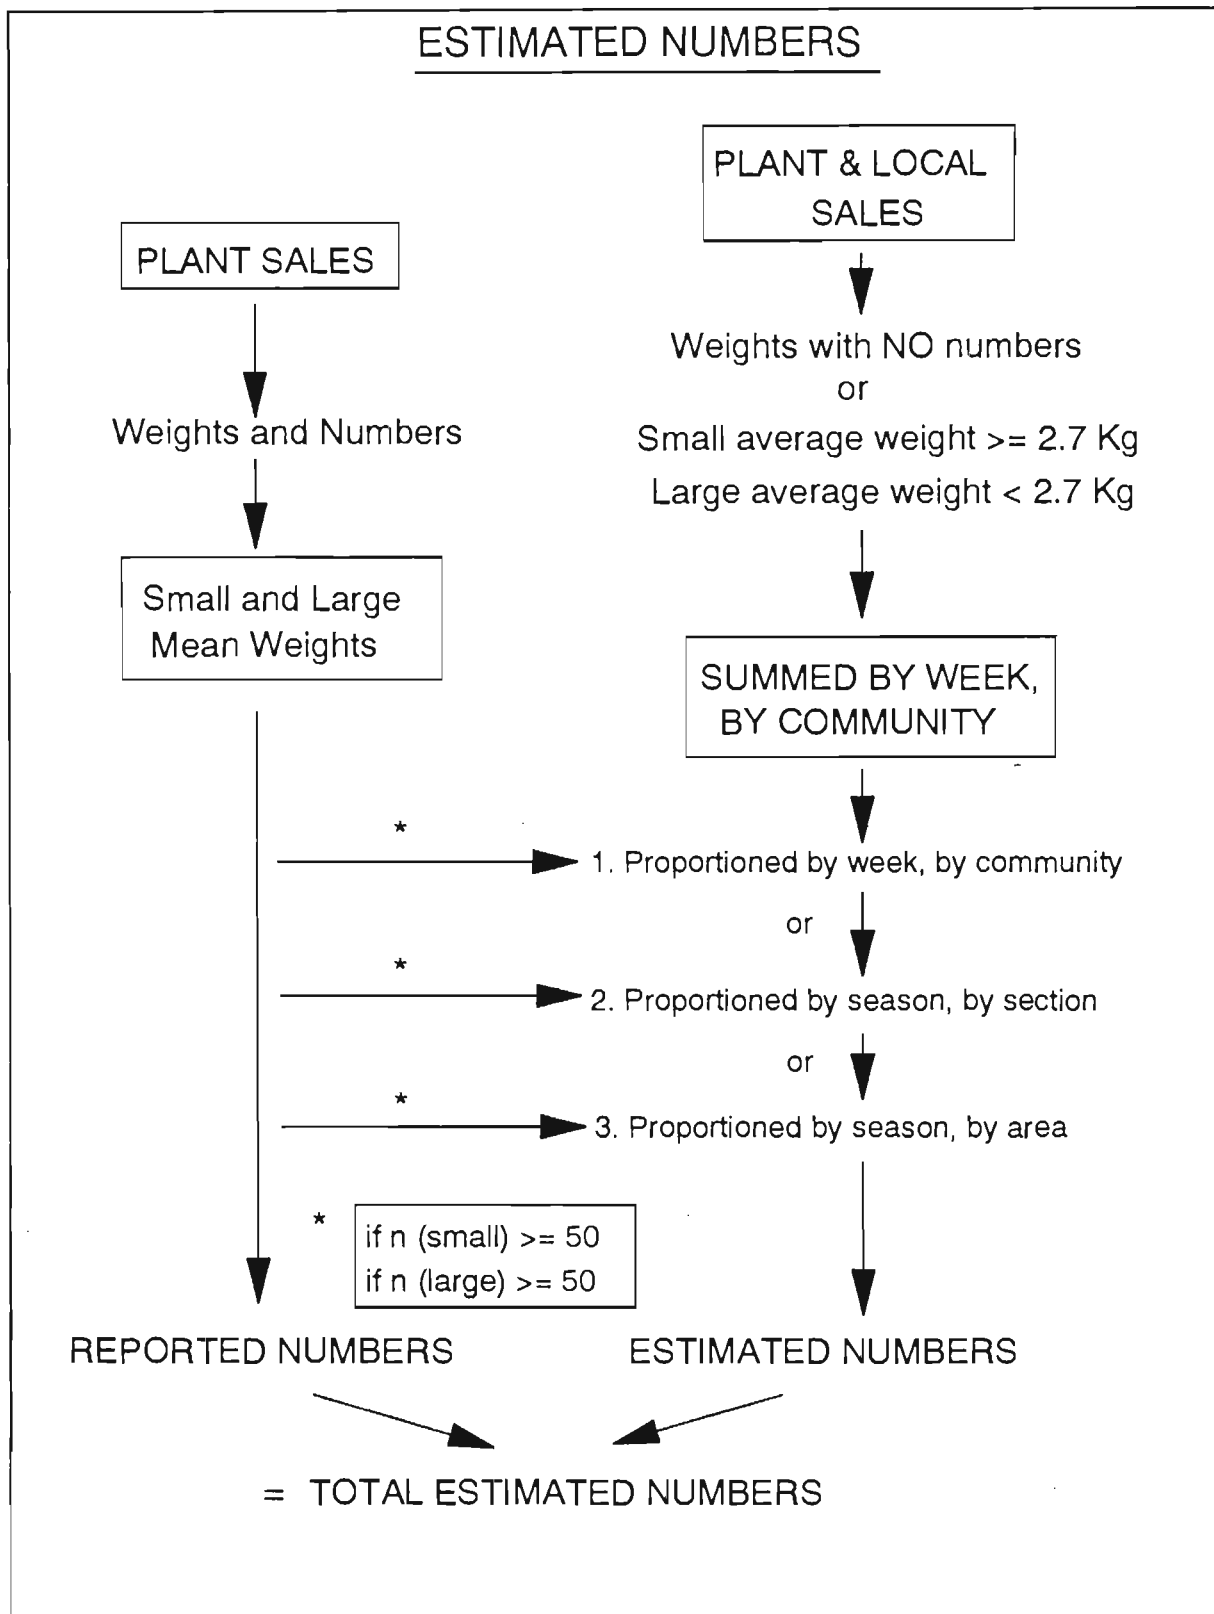 ESTIMATED NUMBERS
PLANT & LOCAL
SALES
PLANT SALES
Weights with NO numbers
or
Small average weight >= 2.7 Kg
Large average weight < 2.7 Kg
Weights and Numbers
Small and Large
Mean Weights
SUMMED BY WEEK,
BY COMMUNITY
*
1. Proportioned by week, by community
or
*
2. Proportioned by season, by section
or
*
3. Proportioned by season, by area
*
if n (small) >= 50
if n (large) >= 50
REPORTED NUMBERS
ESTIMATED NUMBERS
= TOTAL ESTIMATED NUMBERS